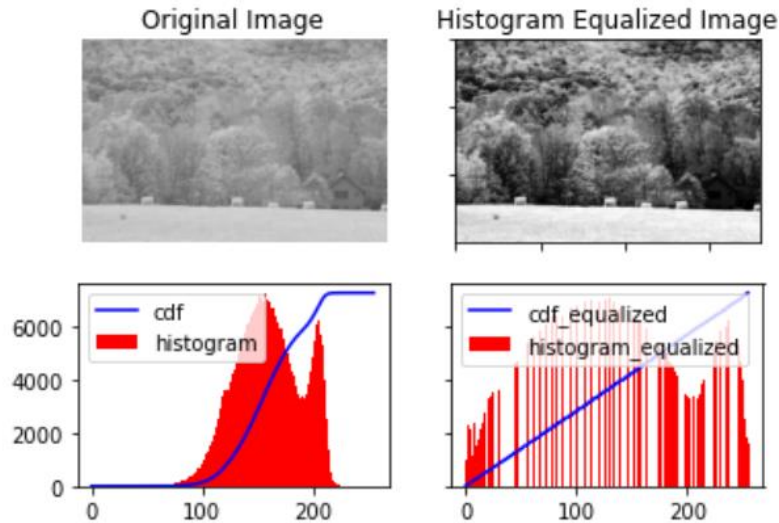 Original Image
Histogram Equalized Image
cdf
histogram
6000
4000
2000
0
0 100 200
cdf_equalized
histogram_equalized
0 100 200